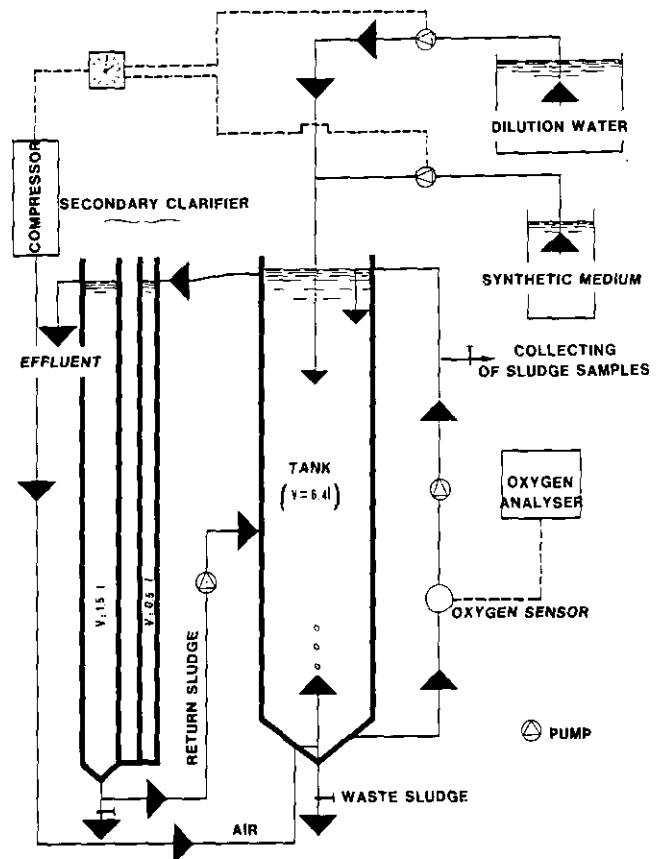 DILUTION WATER
COMPRESSOR
SECONDARY CLARIFIER
SYNTHETIC MEDIUM
EFFLUENT
COLLECTING
OF SLUDGE SAMPLES
TANK
(V=6.4l)
OXYGEN
ANALYSER
V:1.5 l
V:0.5 l
OXYGEN SENSOR
RETURN SLUDGE
PUMP
WASTE SLUDGE
AIR